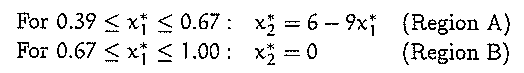 For 0.39 ≤ x₁* ≤ 0.67 : x₂* = 6 − 9x₁* (Region A)
For 0.67 ≤ x₁* ≤ 1.00 : x₂* = 0 (Region B)